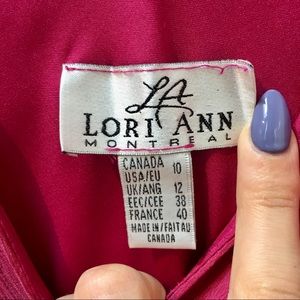 LA
LORI ANN
MONTREAL
CANADA 10
USA/EU
UK/ANG 12
EEC/CEE 38
FRANCE 40
MADE IN/FAIT AU
CANADA